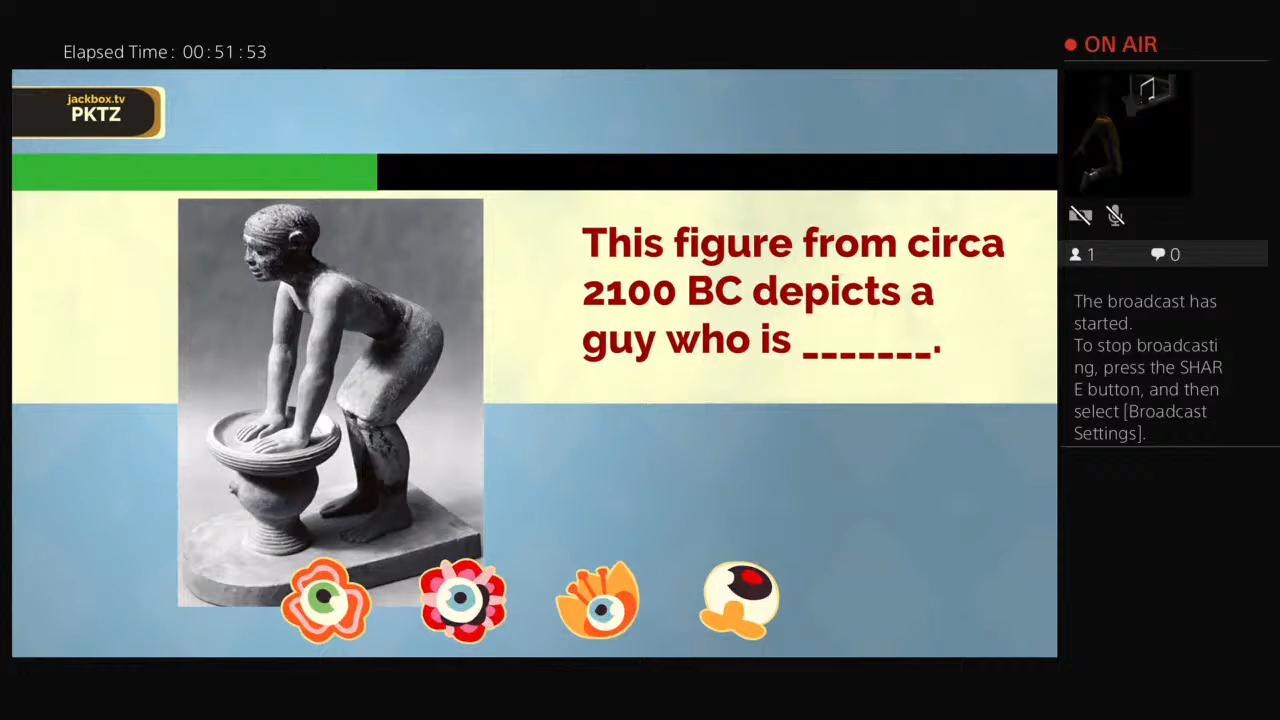 Elapsed Time: 00:51:53
ON AIR
jackbox.tv
PKTZ
This figure from circa
2100 BC depicts a
guy who is _______.
1
0
The broadcast has
started.
To stop broadcasti
ng, press the SHAR
E button, and then
select [Broadcast
Settings].